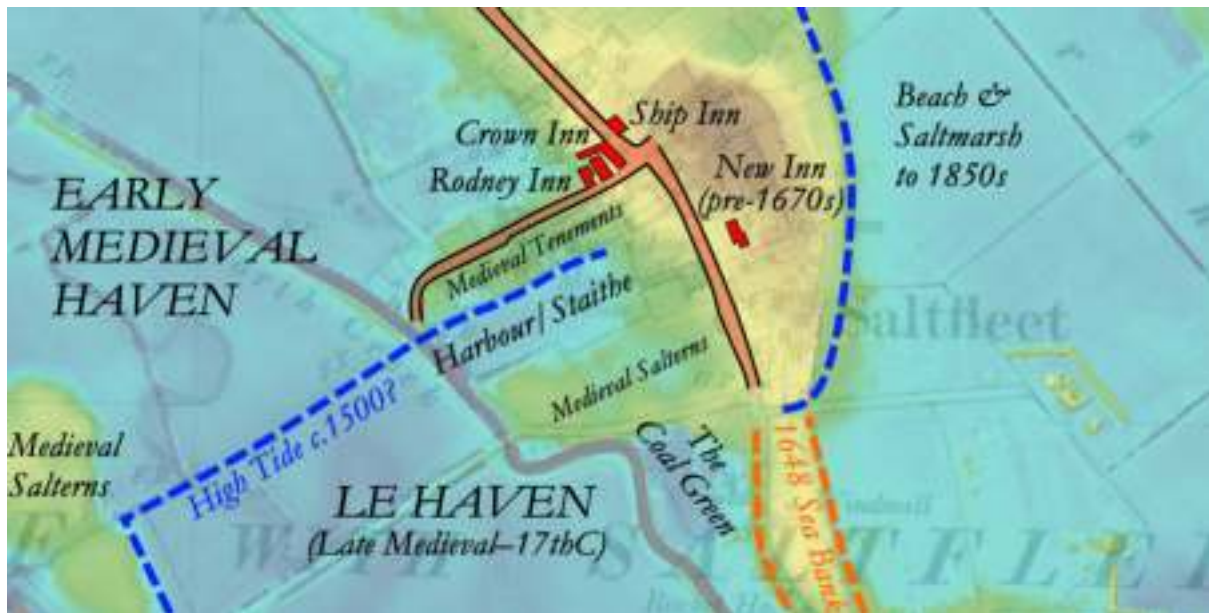 Ship Inn
Crown Inn
Rodney Inn
New Inn
(pre-1670s)
Beach &
Saltmarsh
to 1850s
EARLY
MEDIEVAL
HAVEN
Medieval Tenements
Harbour/Staithe
Saltfleet
Medieval Salterns
High Tide c.1500?
Medieval
Salterns
The
Coal Green
1648 Sea Bank
LE HAVEN
(Late Medieval–17thC)